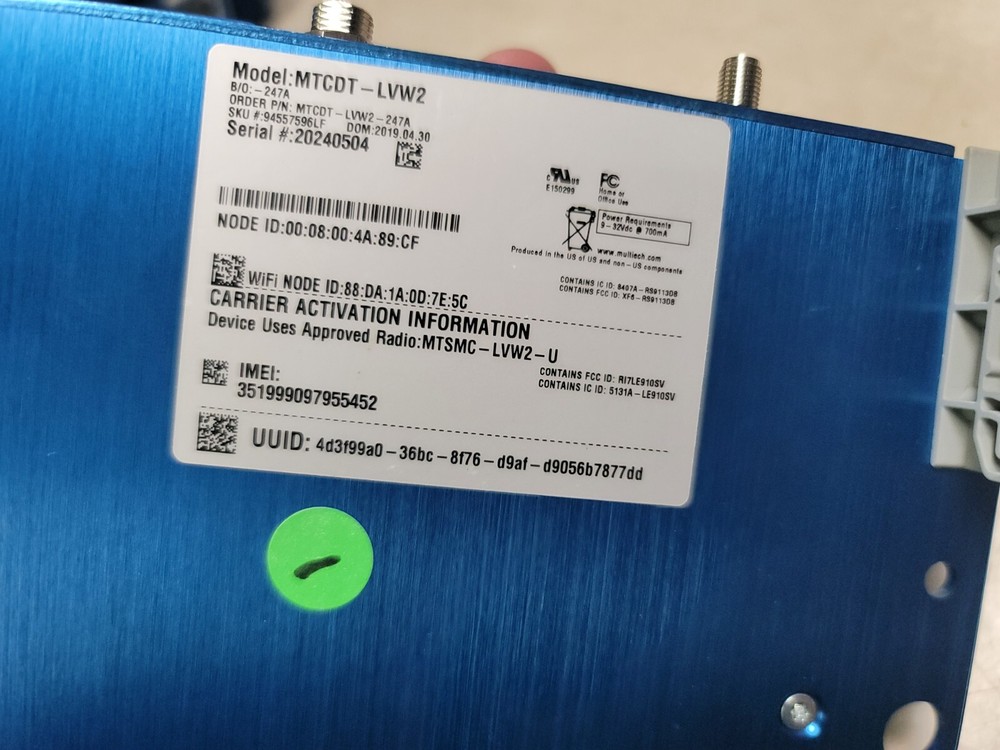 Model:MTCDT-LVW2
B/O:-247A
ORDER P/N: MTCDT-LVW2-247A
SKU #:94557596LF DOM:2019.04.30
Serial #:20240504
C UL US
E150299
FC
Home or
Office Use
Power Requirements
9-32Vdc @ 700mA
NODE ID:00:08:00:4A:89:CF
www.multitech.com
Produced in the US of US and non-US components
WiFi NODE ID:88:DA:1A:0D:7E:5C
CONTAINS IC ID: 8407A-RS9113DB
CONTAINS FCC ID: XF6-RS9113DB
CARRIER ACTIVATION INFORMATION
Device Uses Approved Radio:MTSMC-LVW2-U
IMEI:
351999097955452
CONTAINS FCC ID: RI7LE910SV
CONTAINS IC ID: 5131A-LE910SV
UUID: 4d3f99a0-36bc-8f76-d9af-d9056b7877dd